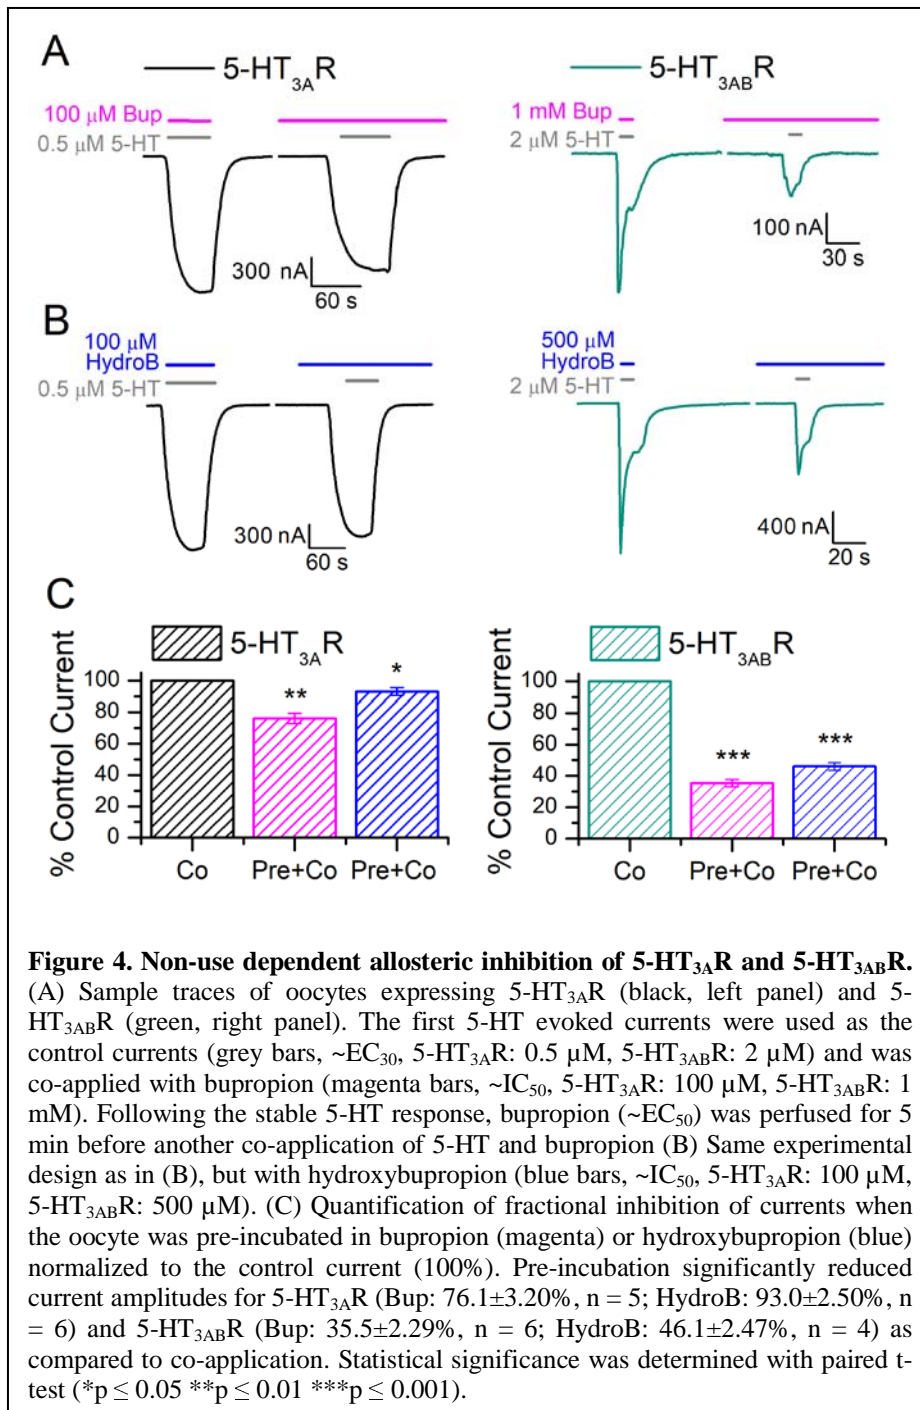 A
5-HT3AR
5-HT3ABR
100 µM Bup
0.5 µM 5-HT
1 mM Bup
2 µM 5-HT
300 nA
60 s
100 nA
30 s
B
100 µM
HydroB
0.5 µM 5-HT
500 µM
HydroB
2 µM 5-HT
300 nA
60 s
400 nA
20 s
C
5-HT3AR
% Control Current
100
80
60
40
20
0
**
*
Co Pre+Co Pre+Co
5-HT3ABR
% Control Current
100
80
60
40
20
0
***
***
Co Pre+Co Pre+Co
Figure 4. Non-use dependent allosteric inhibition of 5-HT3AR and 5-HT3ABR.
(A) Sample traces of oocytes expressing 5-HT3AR (black, left panel) and 5-
HT3ABR (green, right panel). The first 5-HT evoked currents were used as the
control currents (grey bars, ~EC30, 5-HT3AR: 0.5 µM, 5-HT3ABR: 2 µM) and was
co-applied with bupropion (magenta bars, ~IC50, 5-HT3AR: 100 µM, 5-HT3ABR: 1
mM). Following the stable 5-HT response, bupropion (~EC50) was perfused for 5
min before another co-application of 5-HT and bupropion (B) Same experimental
design as in (B), but with hydroxybupropion (blue bars, ~IC50, 5-HT3AR: 100 µM,
5-HT3ABR: 500 µM). (C) Quantification of fractional inhibition of currents when
the oocyte was pre-incubated in bupropion (magenta) or hydroxybupropion (blue)
normalized to the control current (100%). Pre-incubation significantly reduced
current amplitudes for 5-HT3AR (Bup: 76.1±3.20%, n = 5; HydroB: 93.0±2.50%, n
= 6) and 5-HT3ABR (Bup: 35.5±2.29%, n = 6; HydroB: 46.1±2.47%, n = 4) as
compared to co-application. Statistical significance was determined with paired t-
test (*p ≤ 0.05 **p ≤ 0.01 ***p ≤ 0.001).